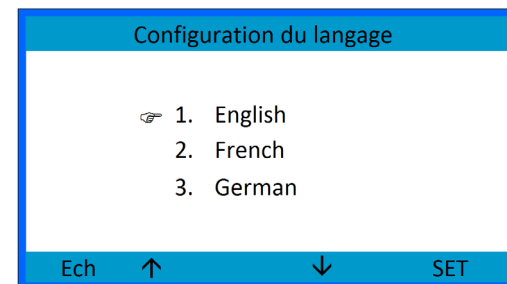 Configuration du langage
☞ 1. English
2. French
3. German
Ech ↑ ↓ SET